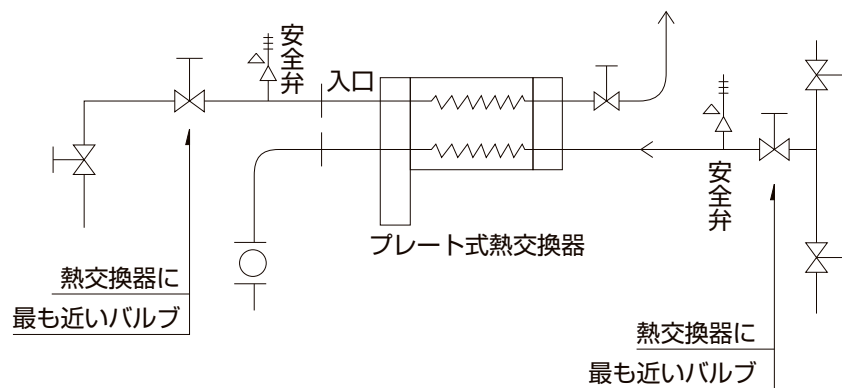 安全弁
入口
安全弁
プレート式熱交換器
熱交換器に
最も近いバルブ
熱交換器に
最も近いバルブ